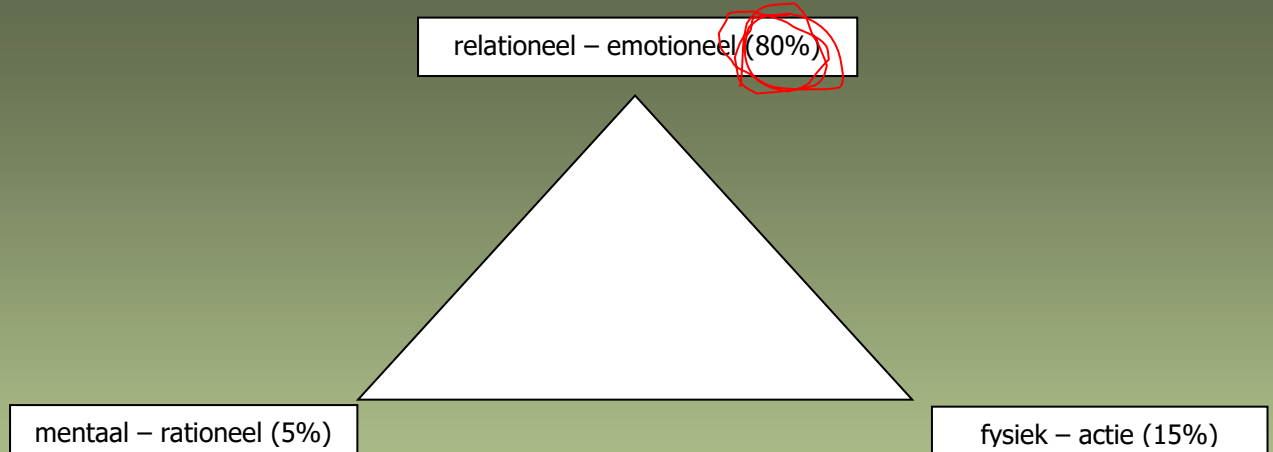 relationeel – emotioneel (80%)
mentaal – rationeel (5%)
fysiek – actie (15%)